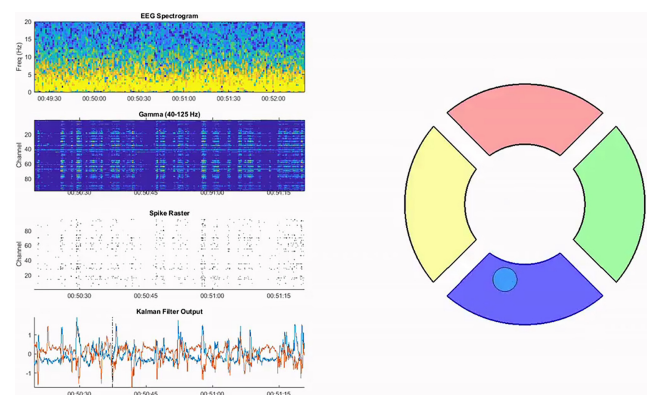 EEG Spectrogram
20
15
10
5
0
Freq (Hz)
00:49:30 00:50:00 00:50:30 00:51:00 00:51:30 00:52:00
Gamma (40-125 Hz)
20
40
60
80
Channel
00:50:30 00:50:45 00:51:00 00:51:15
Spike Raster
80
60
40
20
Channel
00:50:30 00:50:45 00:51:00 00:51:15
Kalman Filter Output
1
0
-1
00:50:30 00:50:45 00:51:00 00:51:15